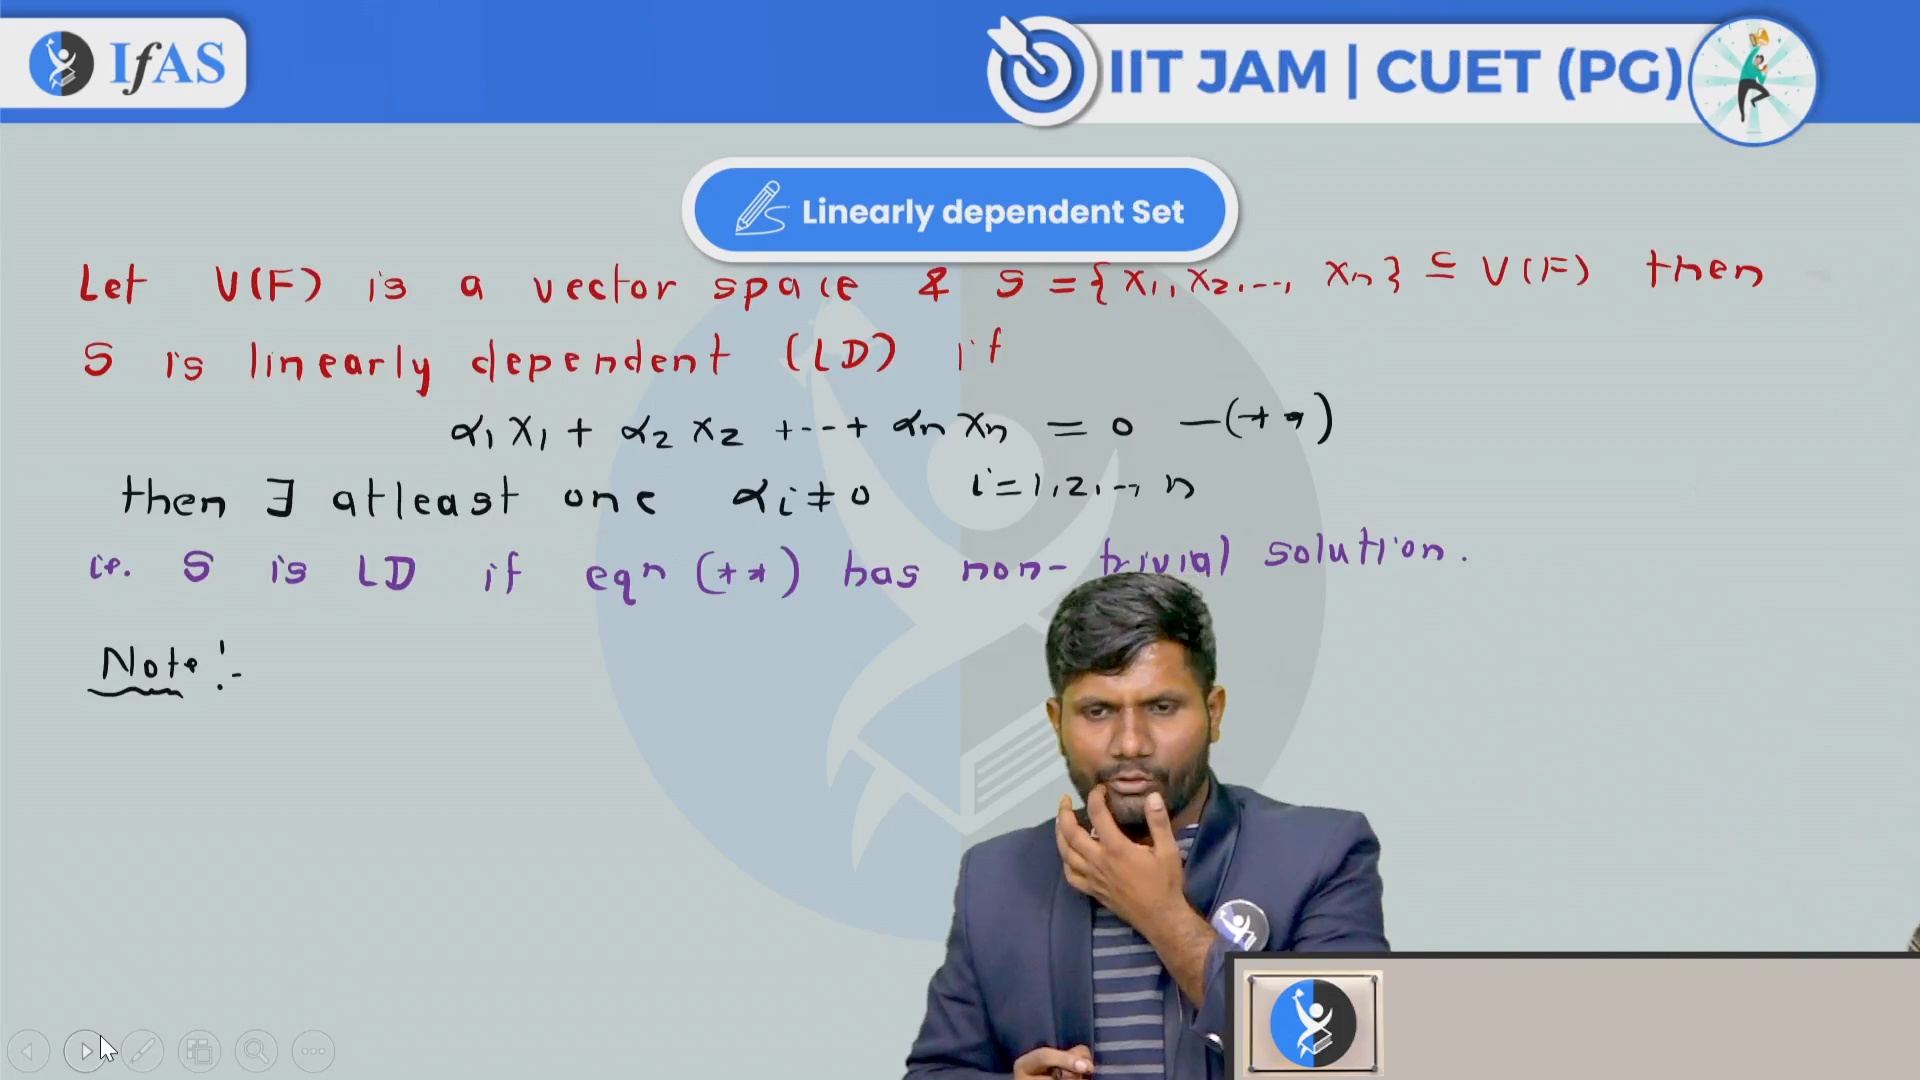 IfAS
IIT JAM | CUET (PG)
Linearly dependent Set
Let V(F) is a vector space & S = {x₁, x₂, ..., xₙ} ⊆ V(F) then
S is linearly dependent (LD) if
α₁x₁ + α₂x₂ + --- + αₙxₙ = 0 —(**)
then ∃ atleast one αᵢ ≠ 0 i=1,2,..., n
ie. S is LD if eqn (**) has non-trivial solution.
Note:-